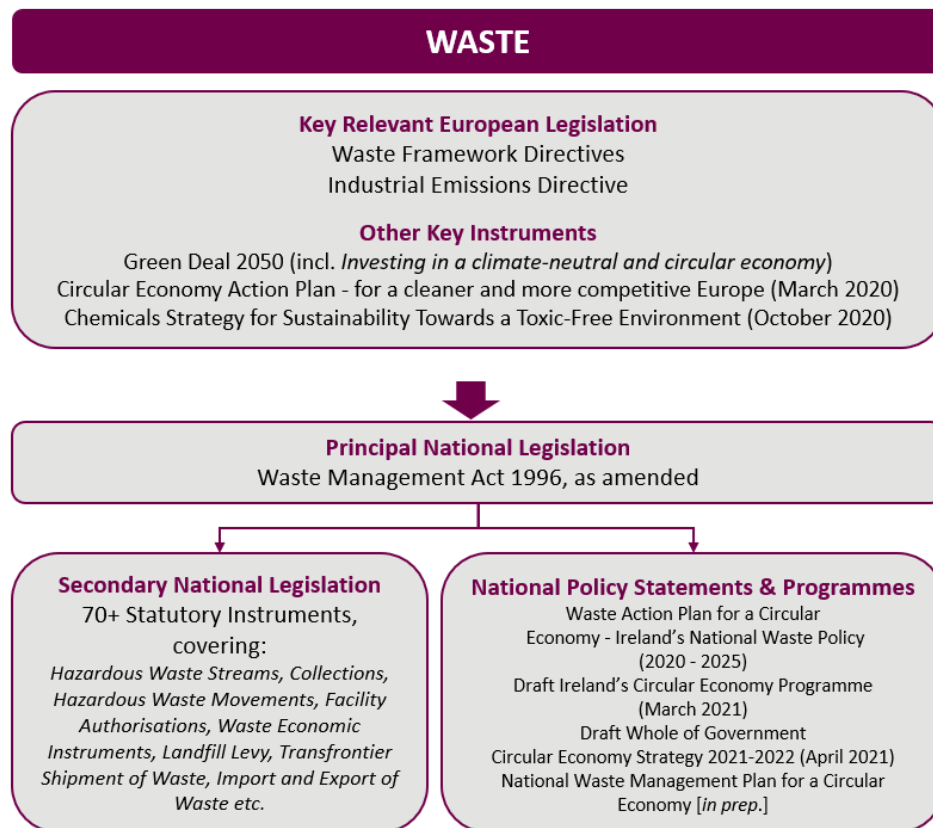 WASTE
Key Relevant European Legislation
Waste Framework Directives
Industrial Emissions Directive
Other Key Instruments
Green Deal 2050 (incl. Investing in a climate-neutral and circular economy)
Circular Economy Action Plan - for a cleaner and more competitive Europe (March 2020)
Chemicals Strategy for Sustainability Towards a Toxic-Free Environment (October 2020)
Principal National Legislation
Waste Management Act 1996, as amended
Secondary National Legislation
70+ Statutory Instruments,
covering:
Hazardous Waste Streams, Collections,
Hazardous Waste Movements, Facility
Authorisations, Waste Economic
Instruments, Landfill Levy, Transfrontier
Shipment of Waste, Import and Export of
Waste etc.
National Policy Statements & Programmes
Waste Action Plan for a Circular
Economy - Ireland’s National Waste Policy
(2020 - 2025)
Draft Ireland’s Circular Economy Programme
(March 2021)
Draft Whole of Government
Circular Economy Strategy 2021-2022 (April 2021)
National Waste Management Plan for a Circular
Economy [in prep.]